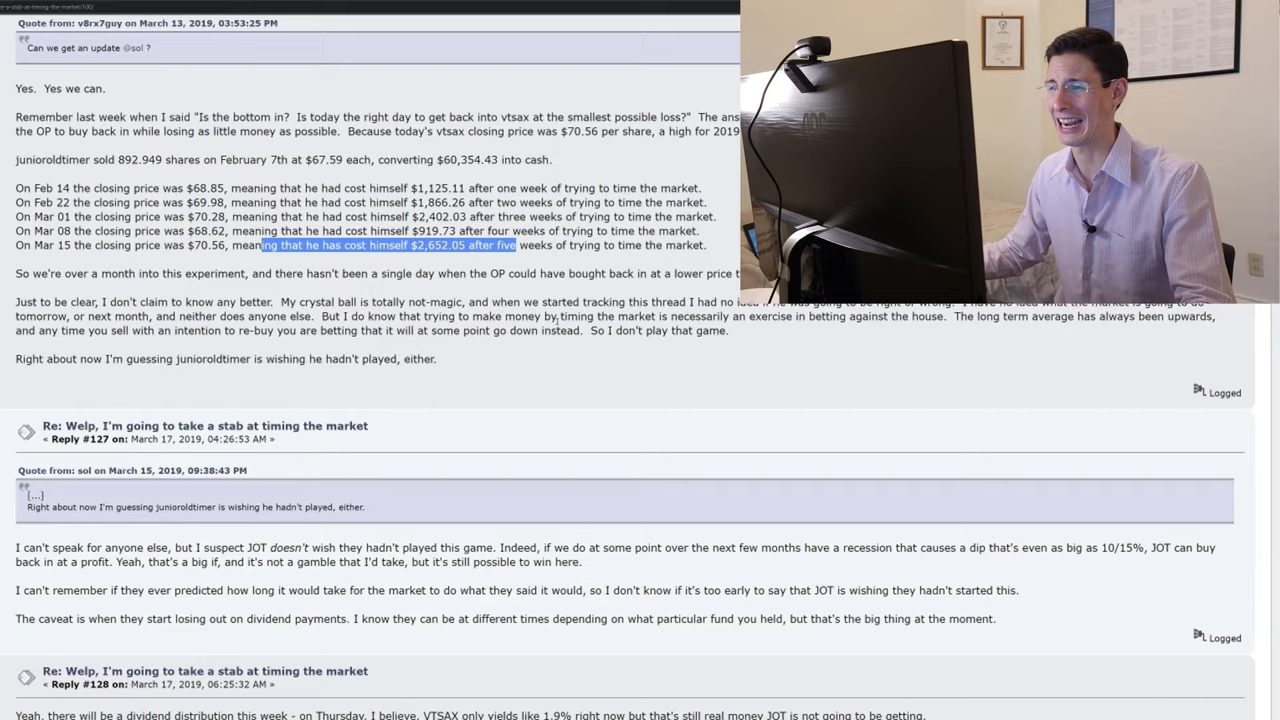 e-a-stab-at-timing-the-market/100/
Quote from: v8rx7guy on March 13, 2019, 03:53:25 PM
Can we get an update @sol ?
Yes.  Yes we can.
Remember last week when I said "Is the bottom in?  Is today the right day to get back into vtsax at the smallest possible loss?"  The ans
the OP to buy back in while losing as little money as possible.  Because today's vtsax closing price was $70.56 per share, a high for 2019
junioroldtimer sold 892.949 shares on February 7th at $67.59 each, converting $60,354.43 into cash.
On Feb 14 the closing price was $68.85, meaning that he had cost himself $1,125.11 after one week of trying to time the market.
On Feb 22 the closing price was $69.98, meaning that he had cost himself $1,866.26 after two weeks of trying to time the market.
On Mar 01 the closing price was $70.28, meaning that he had cost himself $2,402.03 after three weeks of trying to time the market.
On Mar 08 the closing price was $68.62, meaning that he had cost himself $919.73 after four weeks of trying to time the market.
On Mar 15 the closing price was $70.56, meaning that he has cost himself $2,652.05 after five weeks of trying to time the market.
So we're over a month into this experiment, and there hasn't been a single day when the OP could have bought back in at a lower price t
Just to be clear, I don't claim to know any better.  My crystal ball is totally not-magic, and when we started tracking this thread I had no
tomorrow, or next month, and neither does anyone else.  But I do know that trying to make money by timing the market is necessarily an exercise in betting against the house.  The long term average has always been upwards,
and any time you sell with an intention to re-buy you are betting that it will at some point go down instead.  So I don't play that game.
Right about now I'm guessing junioroldtimer is wishing he hadn't played, either.
Logged
Re: Welp, I'm going to take a stab at timing the market
« Reply #127 on: March 17, 2019, 04:26:53 AM »
Quote from: sol on March 15, 2019, 09:38:43 PM
[...]
Right about now I'm guessing junioroldtimer is wishing he hadn't played, either.
I can't speak for anyone else, but I suspect JOT doesn't wish they hadn't played this game. Indeed, if we do at some point over the next few months have a recession that causes a dip that's even as big as 10/15%, JOT can buy
back in at a profit. Yeah, that's a big if, and it's not a gamble that I'd take, but it's still possible to win here.
I can't remember if they ever predicted how long it would take for the market to do what they said it would, so I don't know if it's too early to say that JOT is wishing they hadn't started this.
The caveat is when they start losing out on dividend payments. I know they can be at different times depending on what particular fund you held, but that's the big thing at the moment.
Logged
Re: Welp, I'm going to take a stab at timing the market
« Reply #128 on: March 17, 2019, 06:25:32 AM »
Yeah, there will be a dividend distribution this week - on Thursday, I believe. VTSAX only yields like 1.9% right now but that's still real money JOT is not going to be getting.